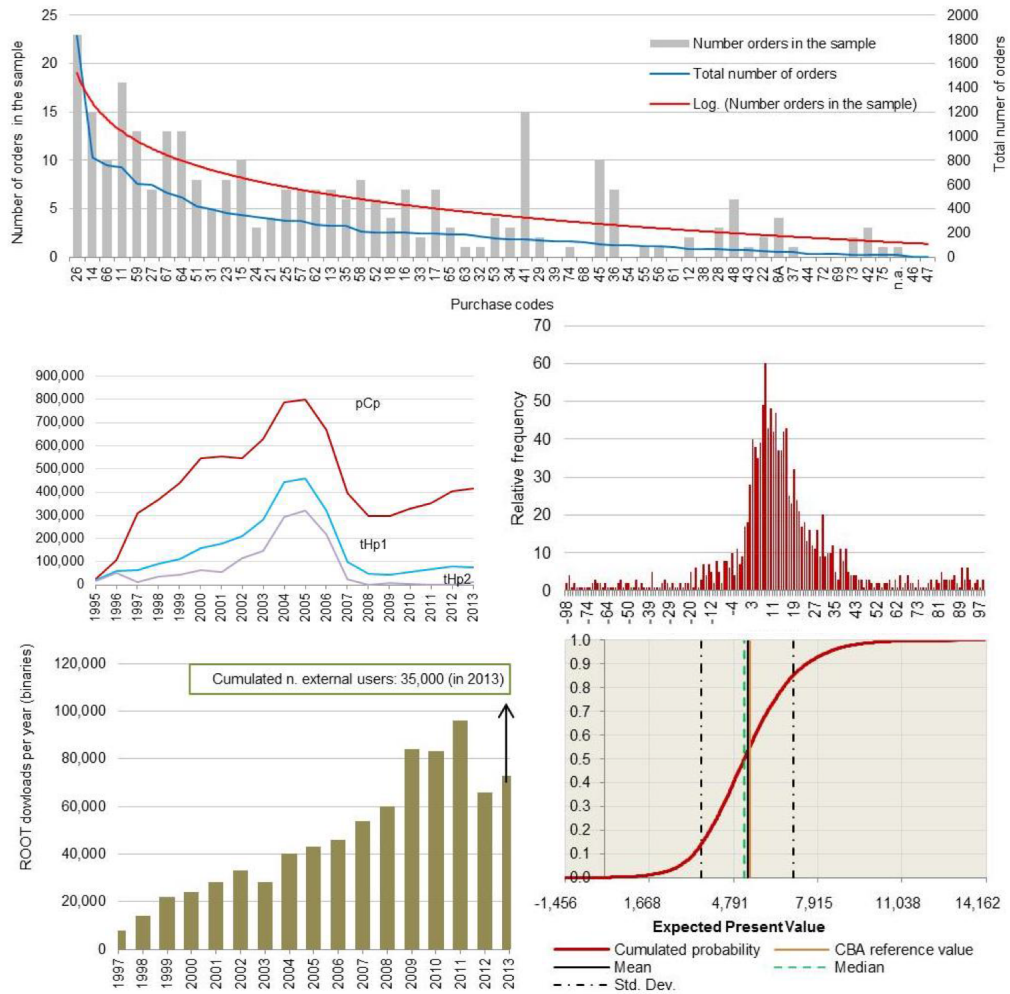 25
20
15
10
5
0
Number of orders in the sample
2000
1800
1600
1400
1200
1000
800
600
400
200
0
Total numer of orders
Number orders in the sample
Total number of orders
Log. (Number orders in the sample)
26 14 66 11 59 27 67 64 51 31 23 15 24 21 25 57 62 13 35 58 52 18 16 33 17 65 63 32 53 34 41 29 39 74 68 45 36 54 55 56 61 12 38 28 48 43 22 8A 37 44 72 69 73 42 75 n.a. 46 47
Purchase codes
900,000
800,000
700,000
600,000
500,000
400,000
300,000
200,000
100,000
0
pCp
tHp1
tHp2
1995 1996 1997 1998 1999 2000 2001 2002 2003 2004 2005 2006 2007 2008 2009 2010 2011 2012 2013
70
60
50
40
30
20
10
0
Relative frequency
-98 -74 -64 -52 -39 -29 -20 -12 -4 3 11 19 27 35 43 52 62 73 81 89 97
120,000
100,000
80,000
60,000
40,000
20,000
0
ROOT dowloads per year (binaries)
Cumulated n. external users: 35,000 (in 2013)
1997 1998 1999 2000 2001 2002 2003 2004 2005 2006 2007 2008 2009 2010 2011 2012 2013
1.0
0.9
0.8
0.7
0.6
0.5
0.4
0.3
0.2
0.1
0.0
-1,456 1,668 4,791 7,915 11,038 14,162
Expected Present Value
Cumulated probability
CBA reference value
Mean
Median
Std. Dev.